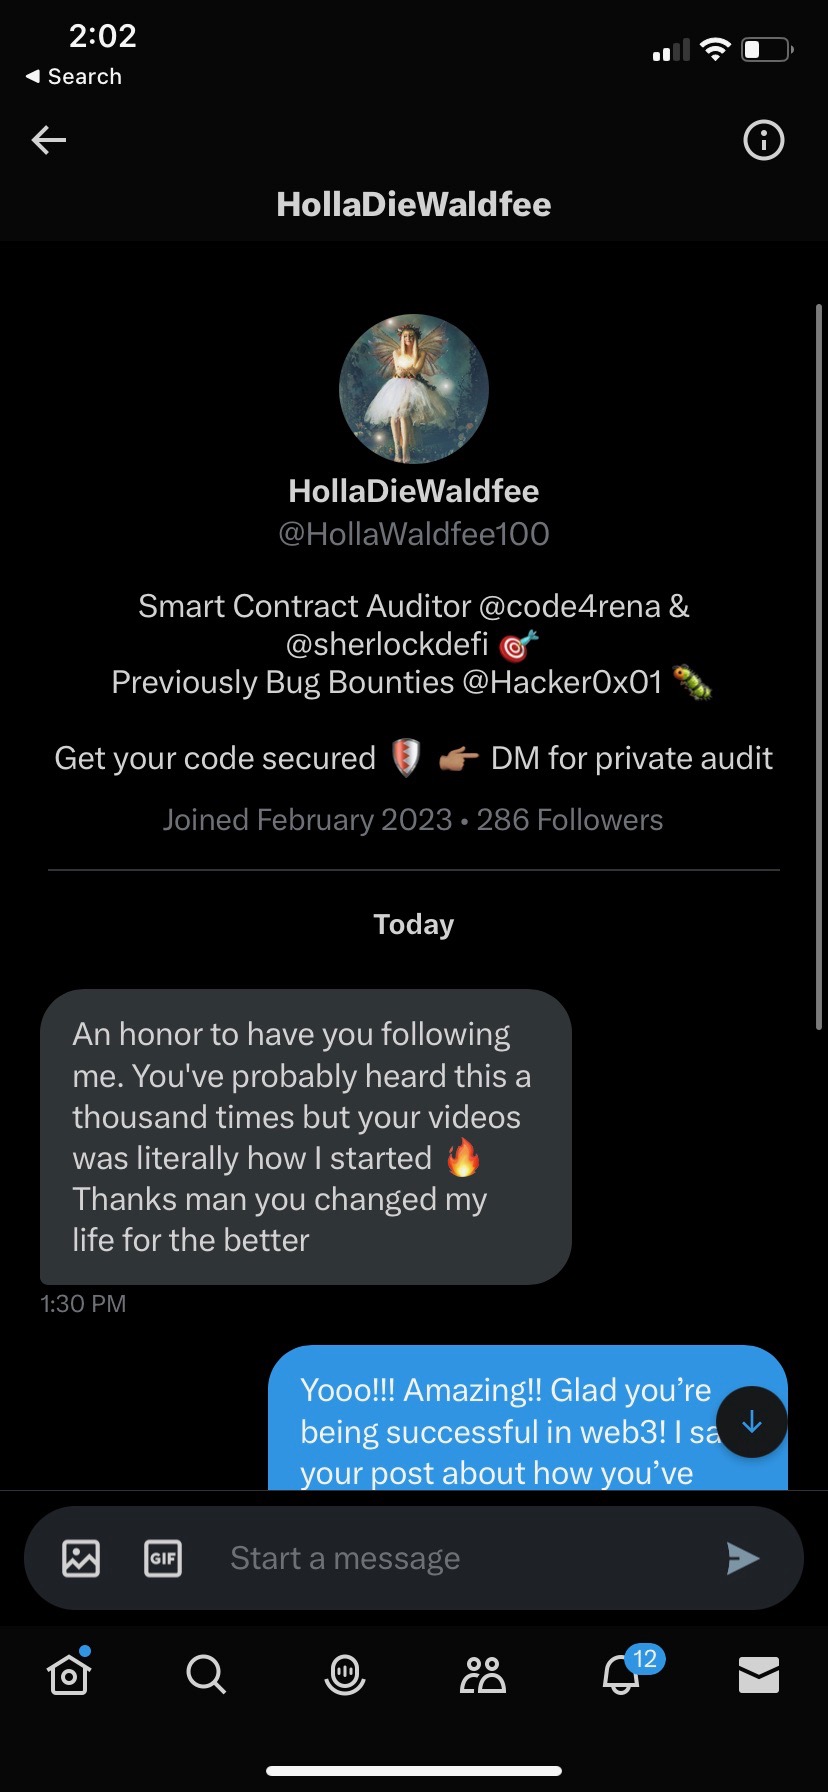 2:02
Search
HollaDieWaldfee
HollaDieWaldfee
@HollaWaldfee100
Smart Contract Auditor @code4rena &
@sherlockdefi 🎯
Previously Bug Bounties @Hacker0x01 🐛
Get your code secured 🛡️ 👉🏽 DM for private audit
Joined February 2023 • 286 Followers
Today
An honor to have you following
me. You've probably heard this a
thousand times but your videos
was literally how I started 🔥
Thanks man you changed my
life for the better
1:30 PM
Yooo!!! Amazing!! Glad you’re
being successful in web3! I
your post about how you’ve
GIF
Start a message
12